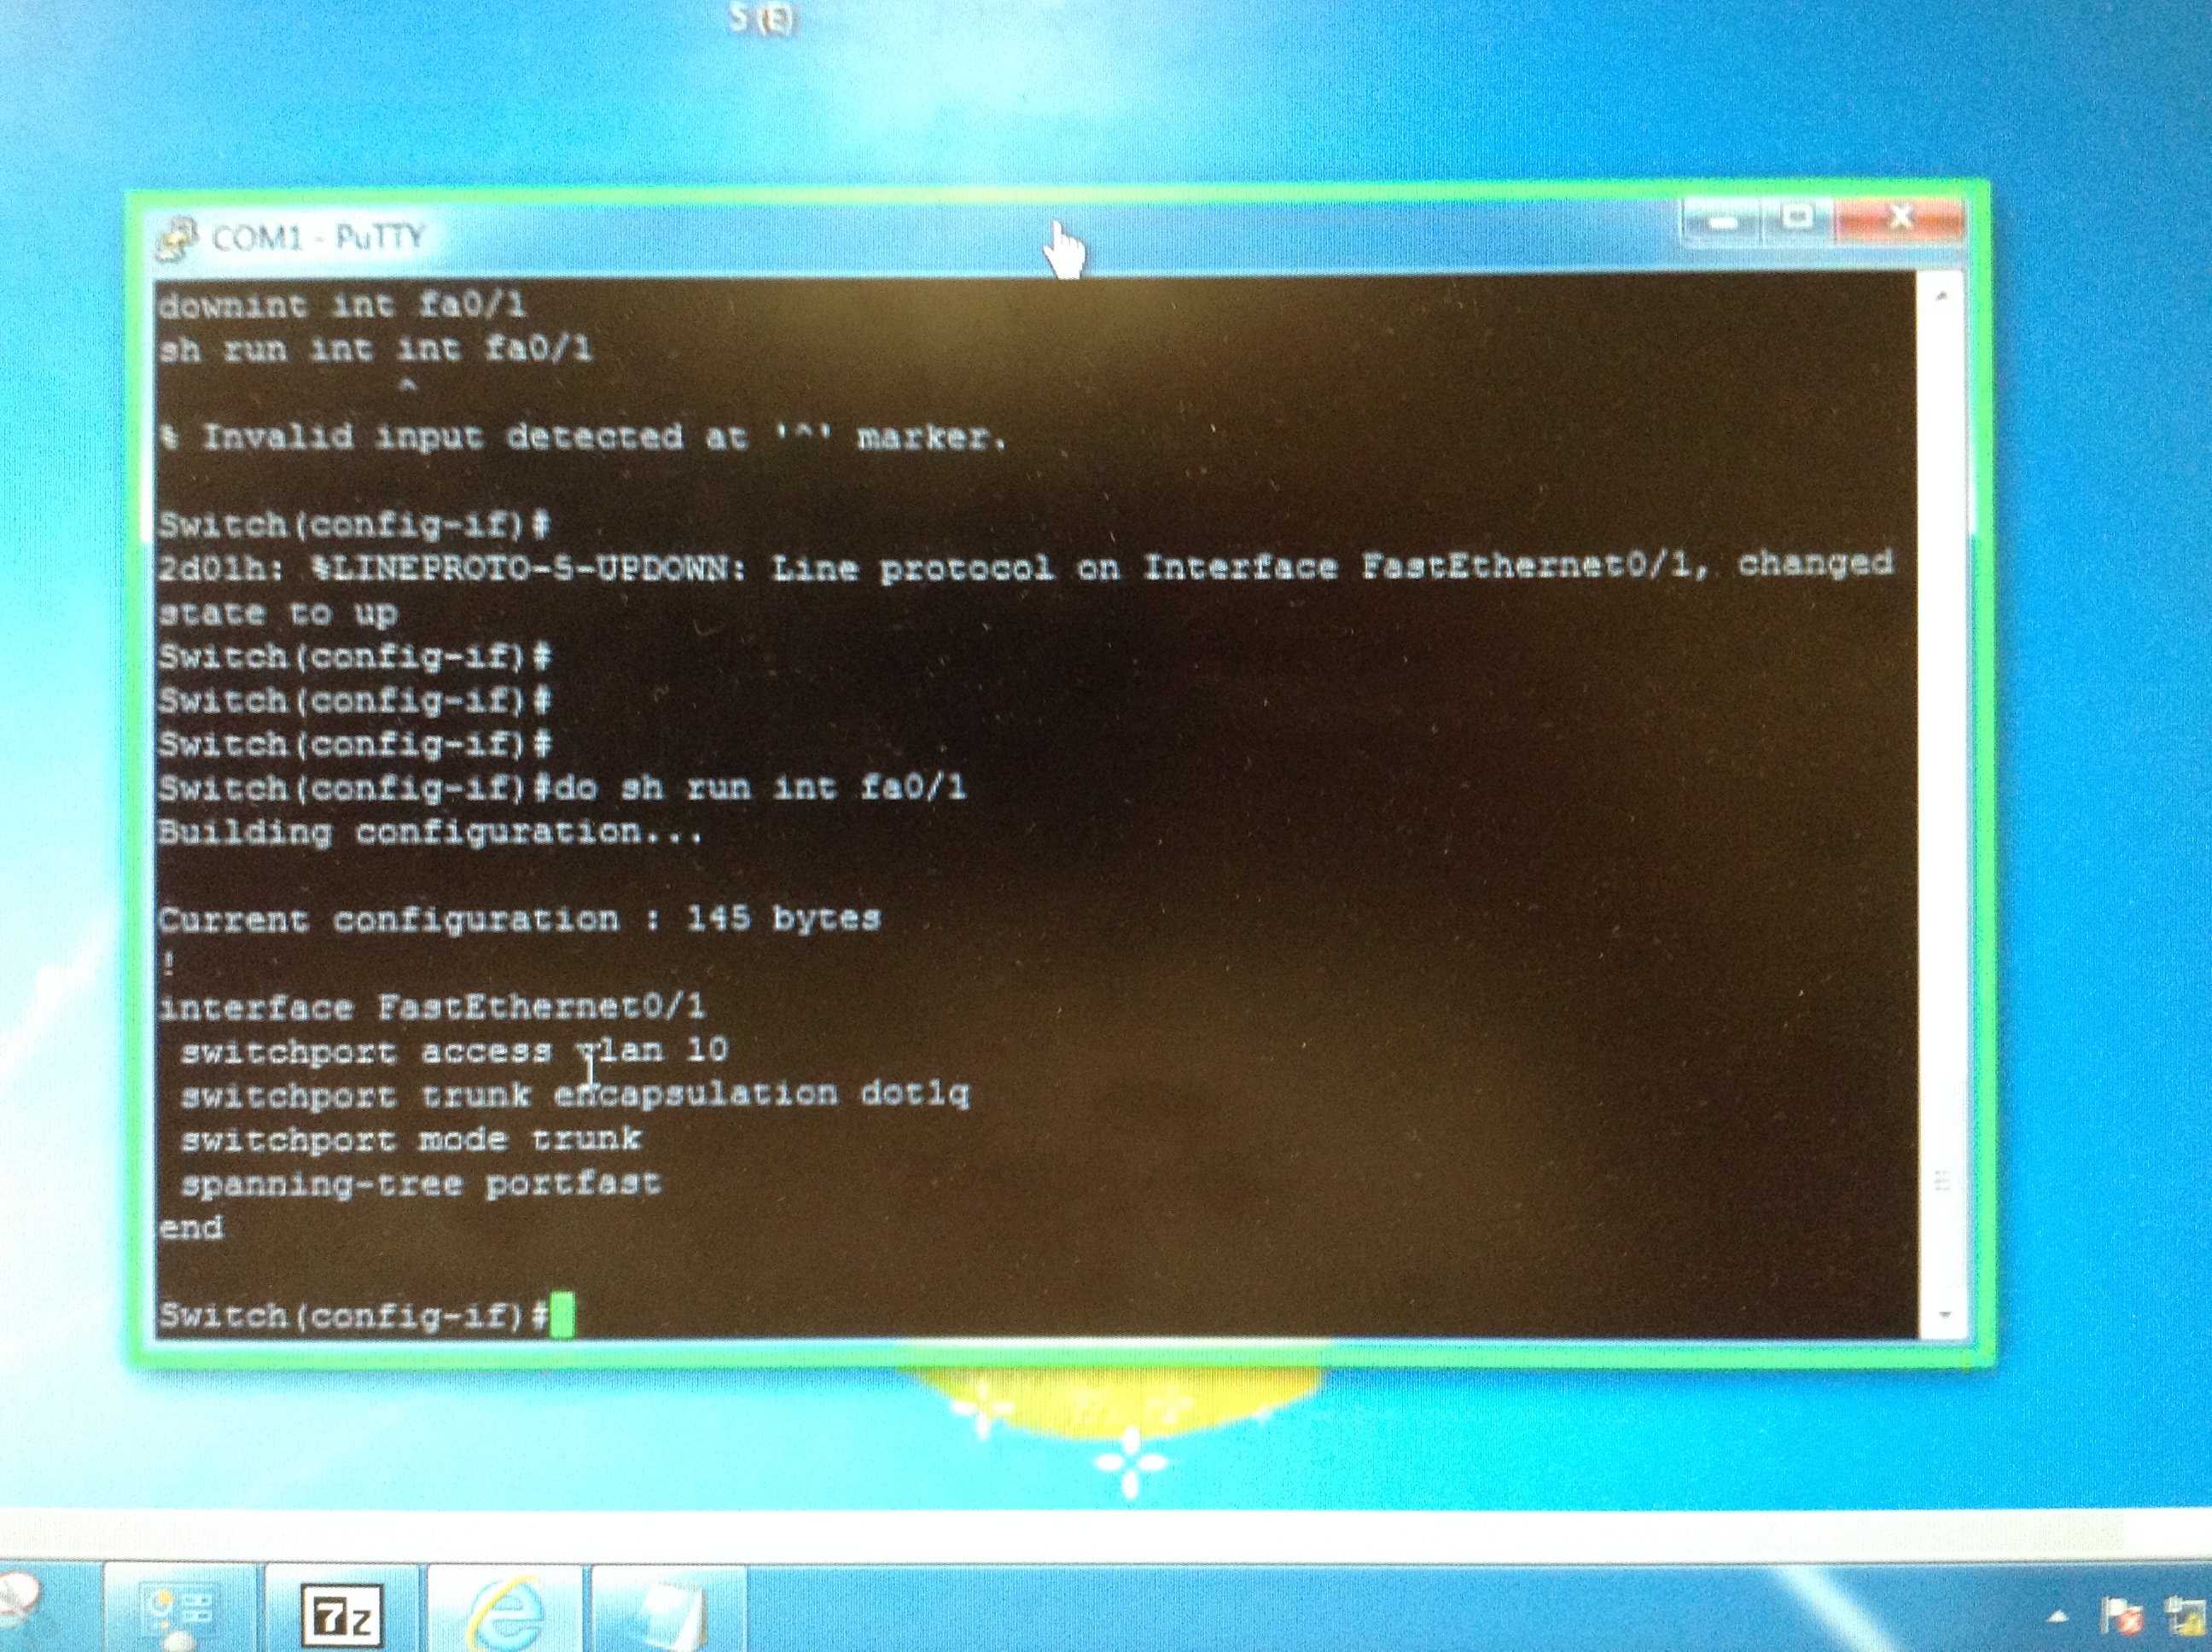 S (E)
COM1 - PuTTY
downint int fa0/1
sh run int int fa0/1
^
% Invalid input detected at '^' marker.
Switch(config-if)#
2d01h: %LINEPROTO-5-UPDOWN: Line protocol on Interface FastEthernet0/1, changed
state to up
Switch(config-if)#
Switch(config-if)#
Switch(config-if)#
Switch(config-if)#do sh run int fa0/1
Building configuration...
Current configuration : 145 bytes
!
interface FastEthernet0/1
switchport access vlan 10
switchport trunk encapsulation dot1q
switchport mode trunk
spanning-tree portfast
end
Switch(config-if)#
7z